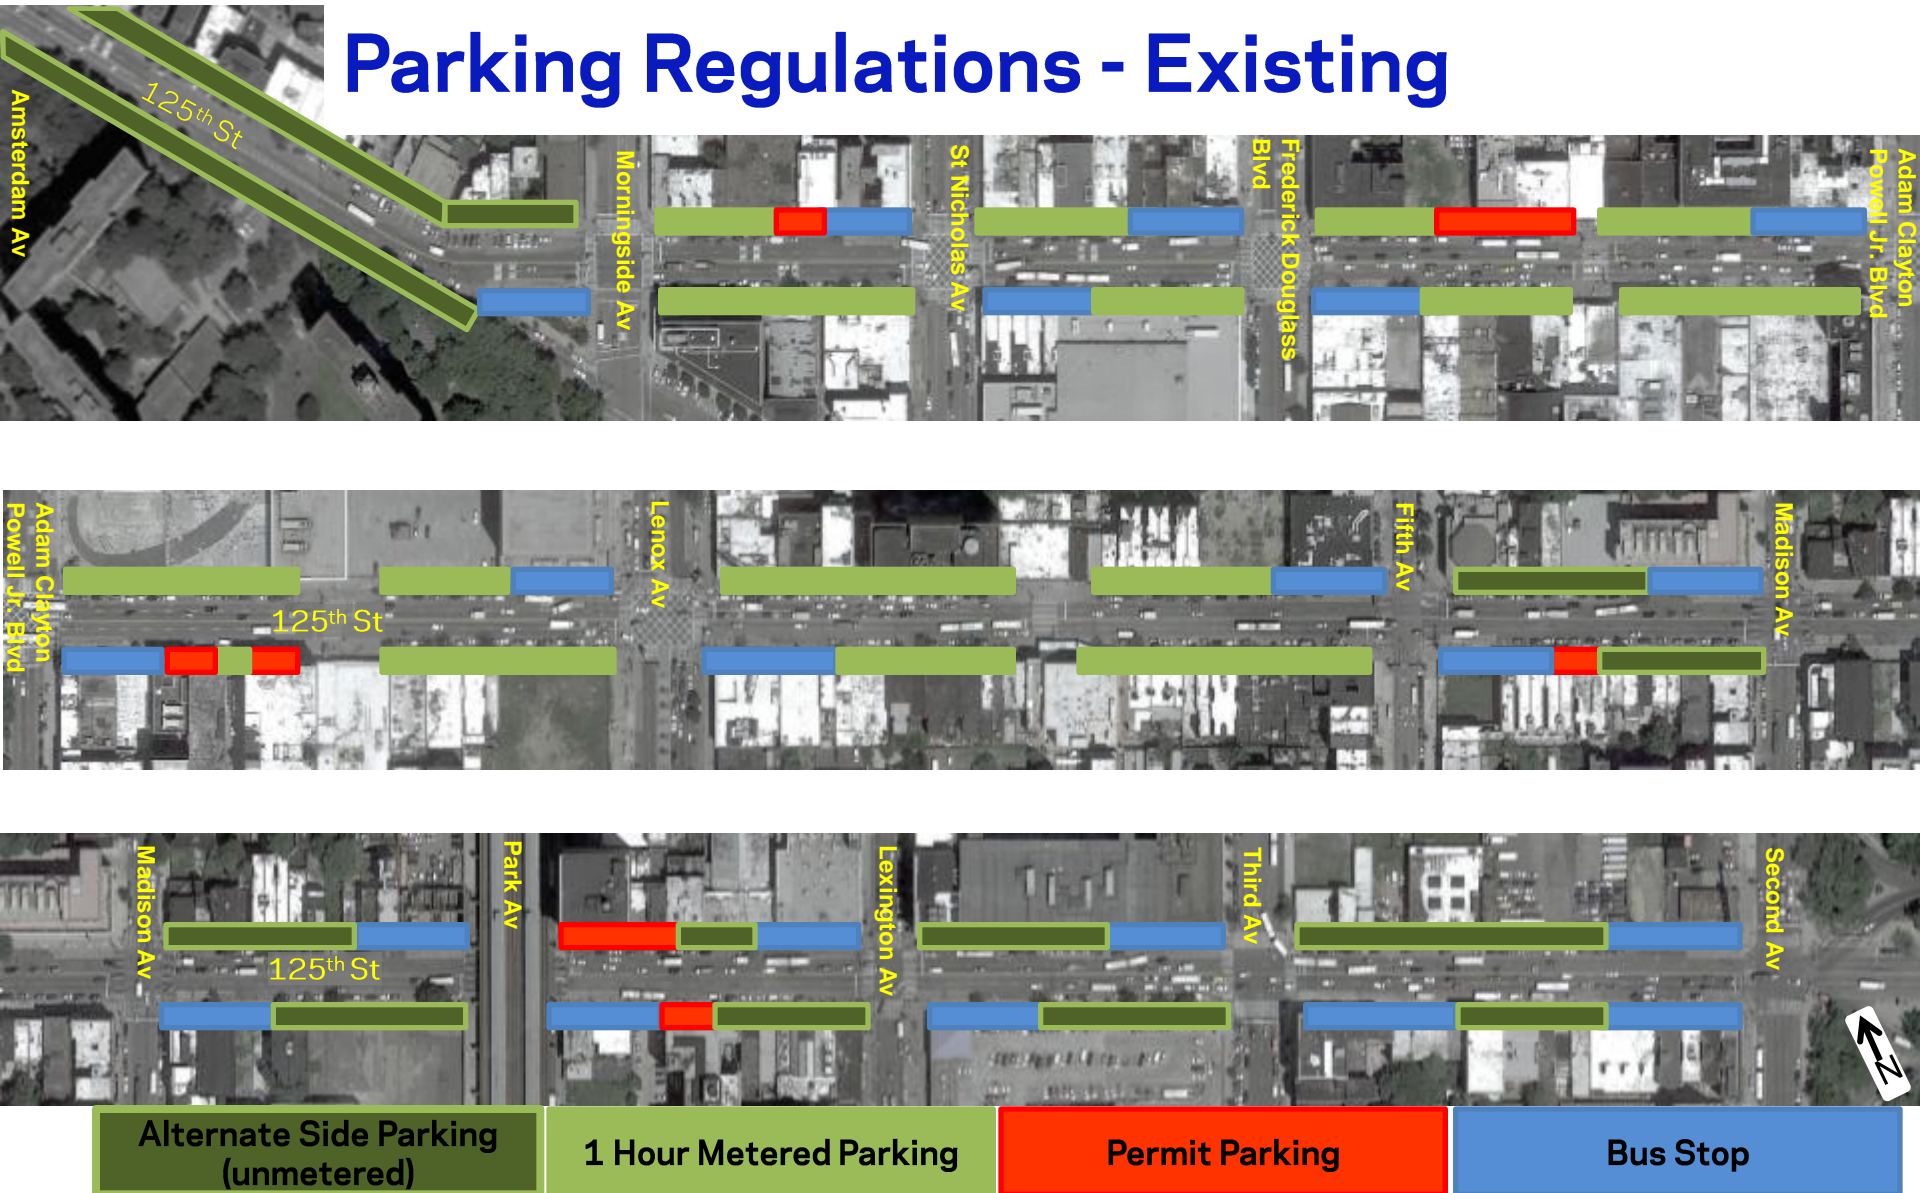 Parking Regulations - Existing
Amsterdam Av
125th St
Morningside Av
St Nicholas Av
Frederick Douglass
Blvd
Adam Clayton
Powell Jr. Blvd
Adam Clayton
Powell Jr. Blvd
125th St
Lenox Av
Fifth Av
Madison Av
Madison Av
125th St
Park Av
Lexington Av
Third Av
Second Av
N
Alternate Side Parking
(unmetered)
1 Hour Metered Parking
Permit Parking
Bus Stop